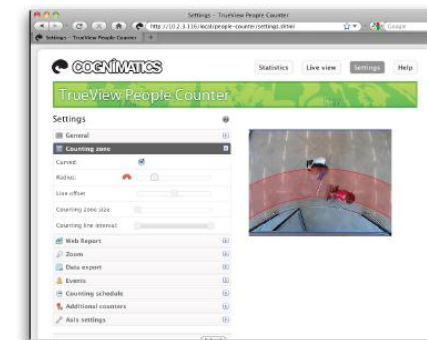 Settings – TrueView People Counter
http://10.2.3.116/local/people-counter/settings.shtml
Google
Settings – TrueView People Counter
COGNIMATICS
Statistics
Live view
Settings
Help
TrueView People Counter
Settings
General
Counting zone
Curved:
Radius:
Line offset
Counting zone size
Counting line interval:
Web Report
Zoom
Data export
Events
Counting schedule
Additional counters
Axis settings